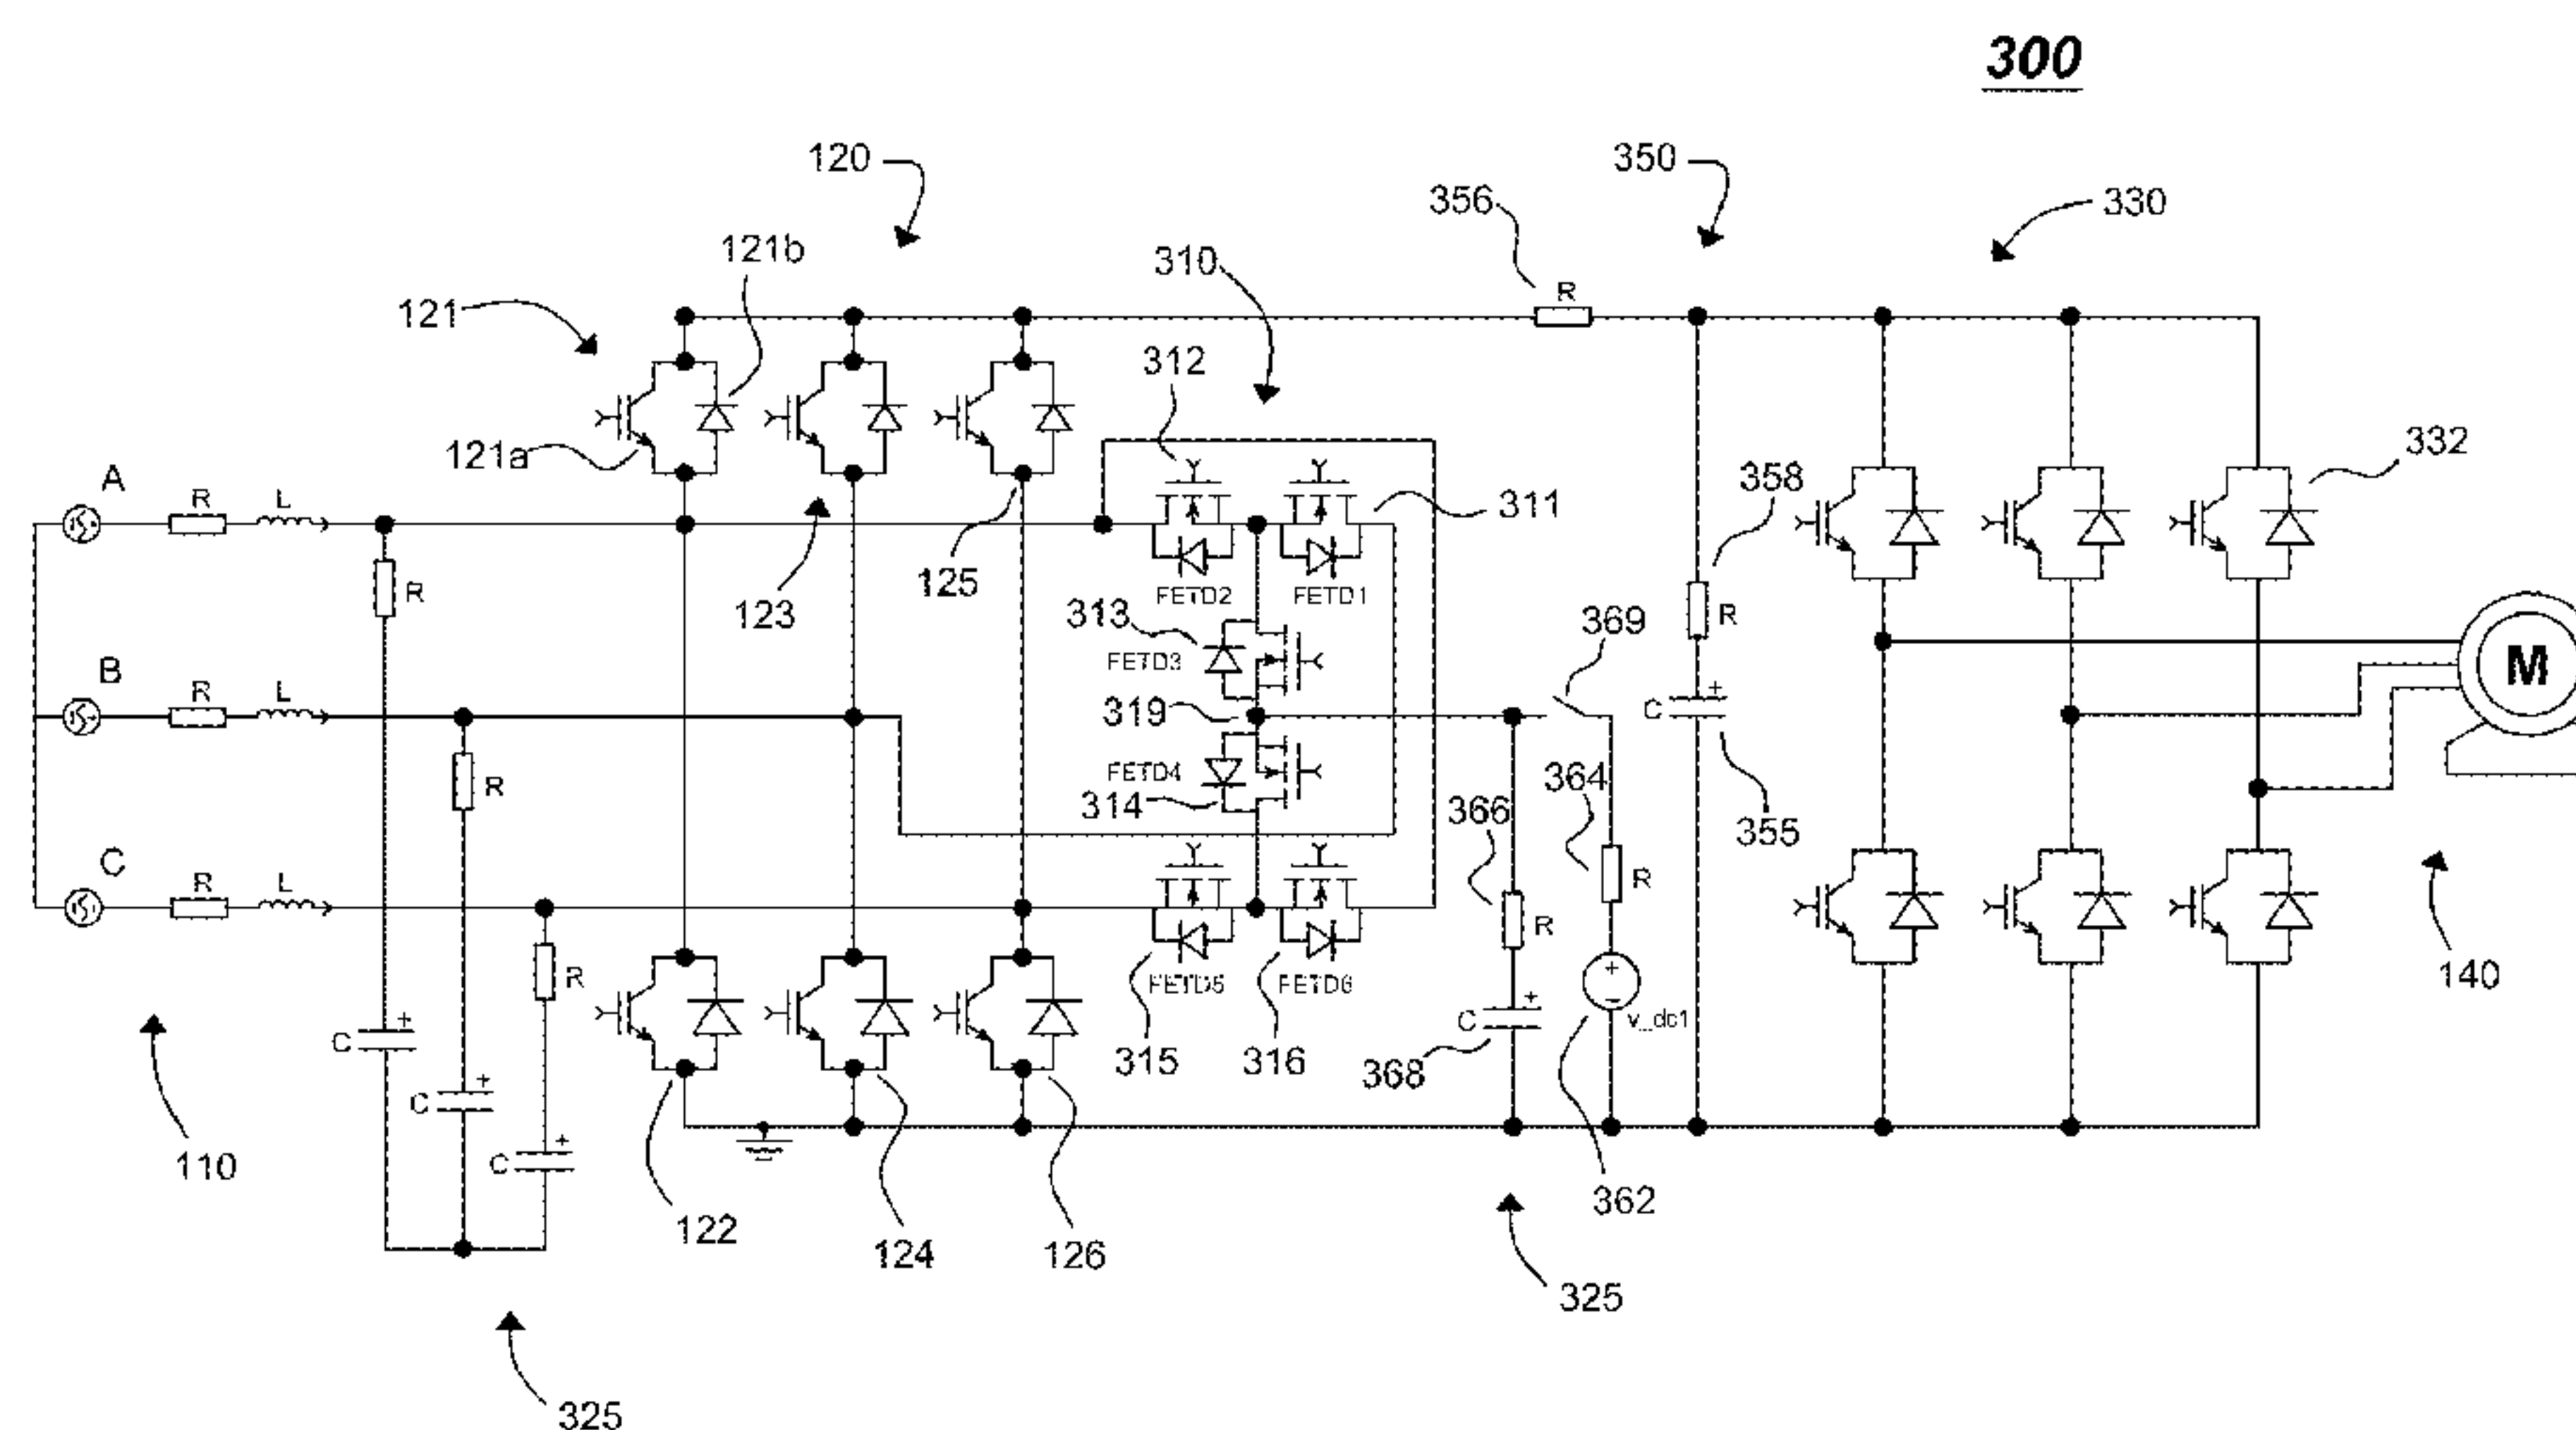 300
120
350
356
330
121b
310
R
121
312
332
121a
358
A
R
L
311
R
125
FETD2
FETD1
123
313
369
R
FETD3
M
B
R
L
319
C
+
R
FETD4
364
314
366
355
C
R
L
R
R
315
316
FETD5
FETD6
R
140
+
-
v_dc1
C
+
C
+
368
C
+
110
C
+
362
122
124
126
325
325